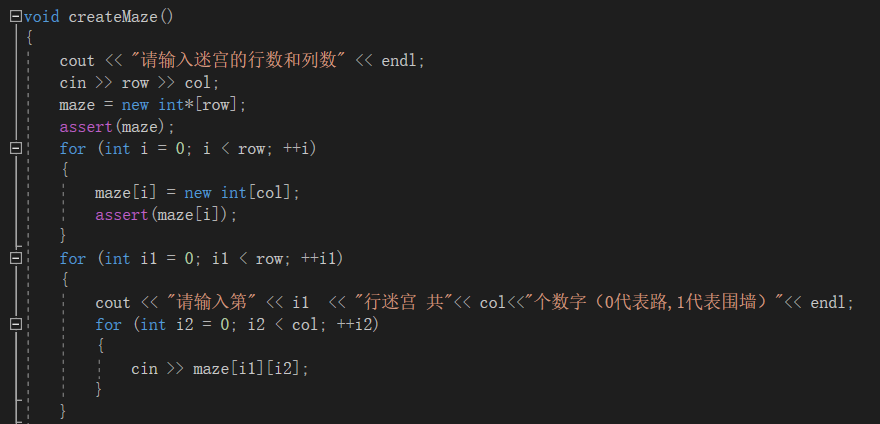 void createMaze()
{
cout << "请输入迷宫的行数和列数" << endl;
cin >> row >> col;
maze = new int*[row];
assert(maze);
for (int i = 0; i < row; ++i)
{
maze[i] = new int[col];
assert(maze[i]);
}
for (int i1 = 0; i1 < row; ++i1)
{
cout << "请输入第" << i1  << "行迷宫 共"<< col<<"个数字（0代表路,1代表围墙）"<< endl;
for (int i2 = 0; i2 < col; ++i2)
{
cin >> maze[i1][i2];
}
}